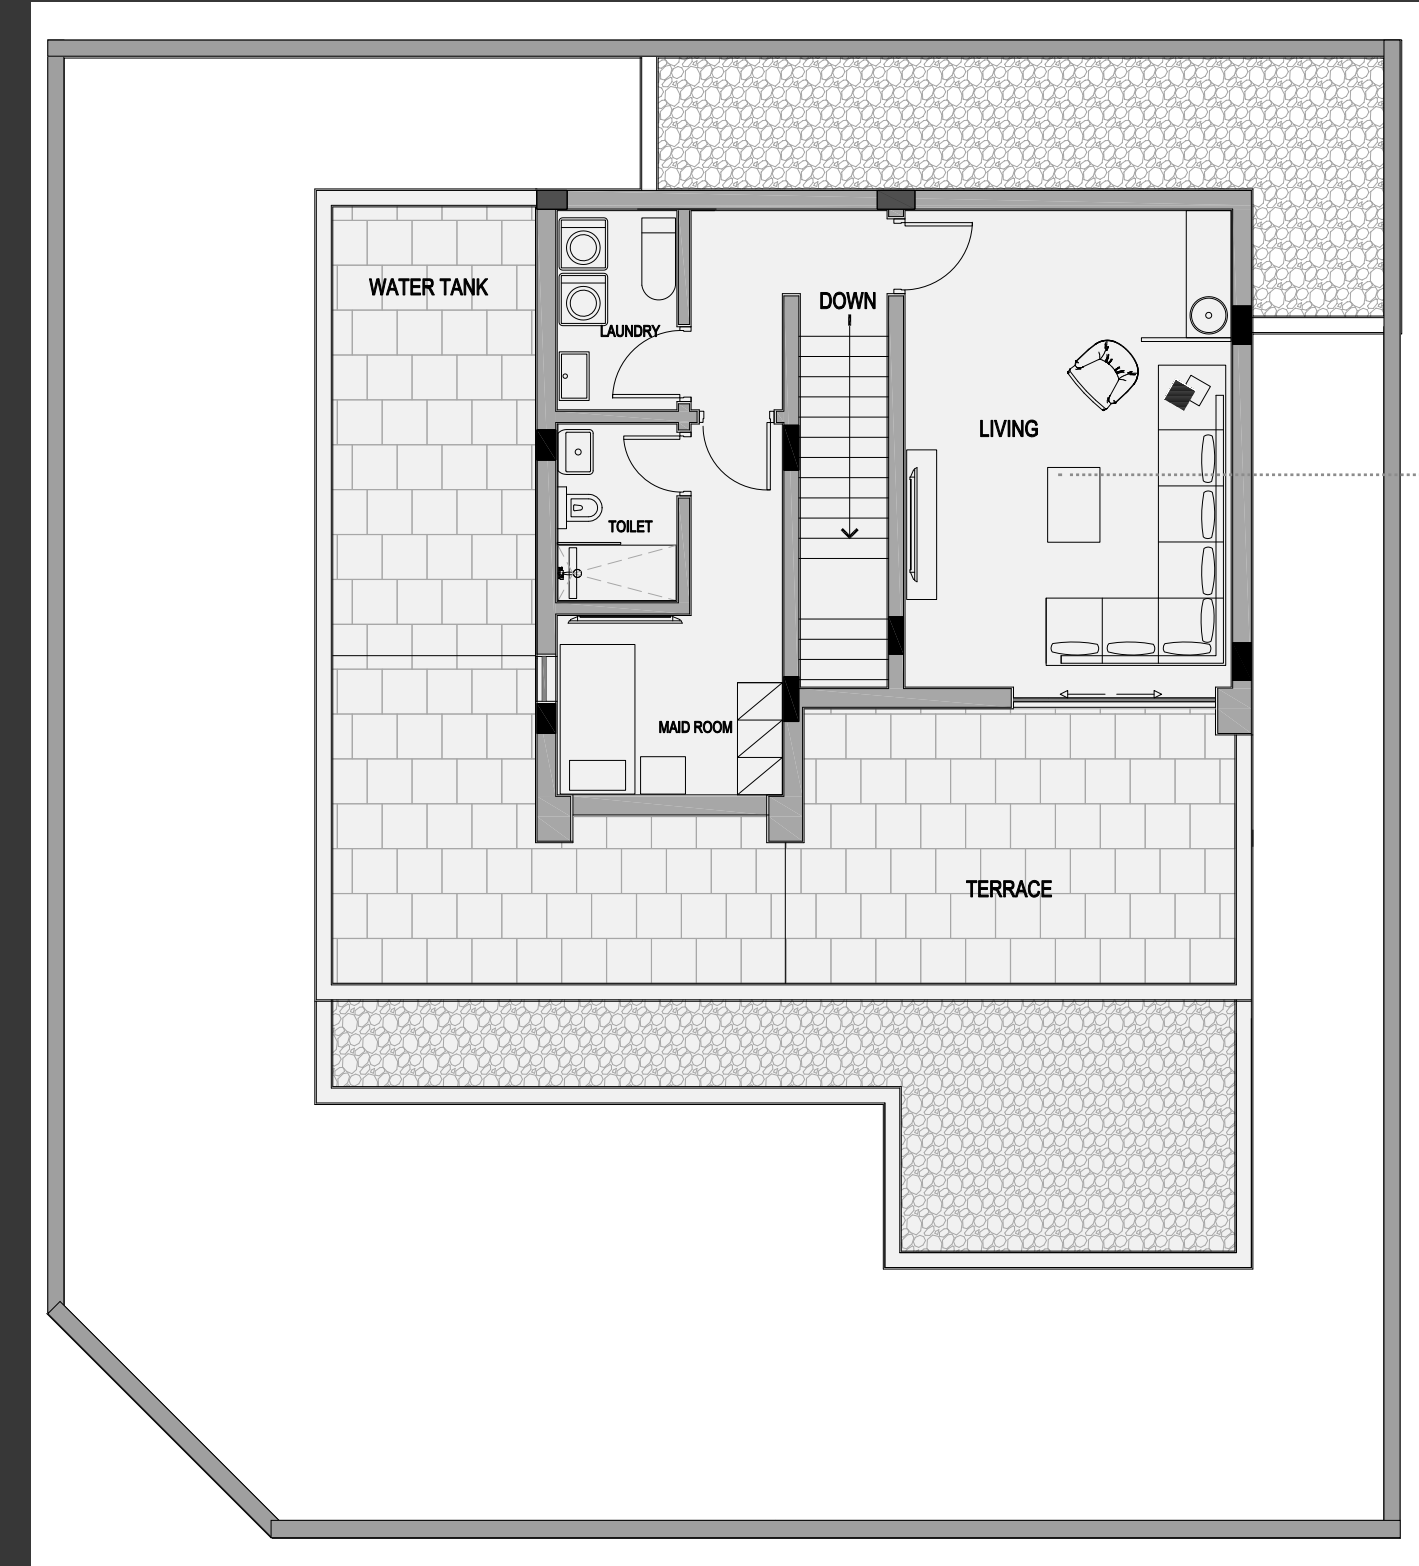 WATER TANK
DOWN
LAUNDRY
LIVING
TOILET
MAID ROOM
TERRACE